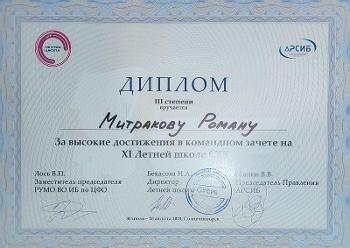 АРСИБ
ДИПЛОМ
III степени
вручается
Митракову Роману
За высокие достижения в командном зачете на
XI Летней школе
Лось В.П.
Заместитель председателя
РУМО ВО ИБ по ЦФО
Директор
Летней школы
В.В.
Председатель Правления
АРСИБ